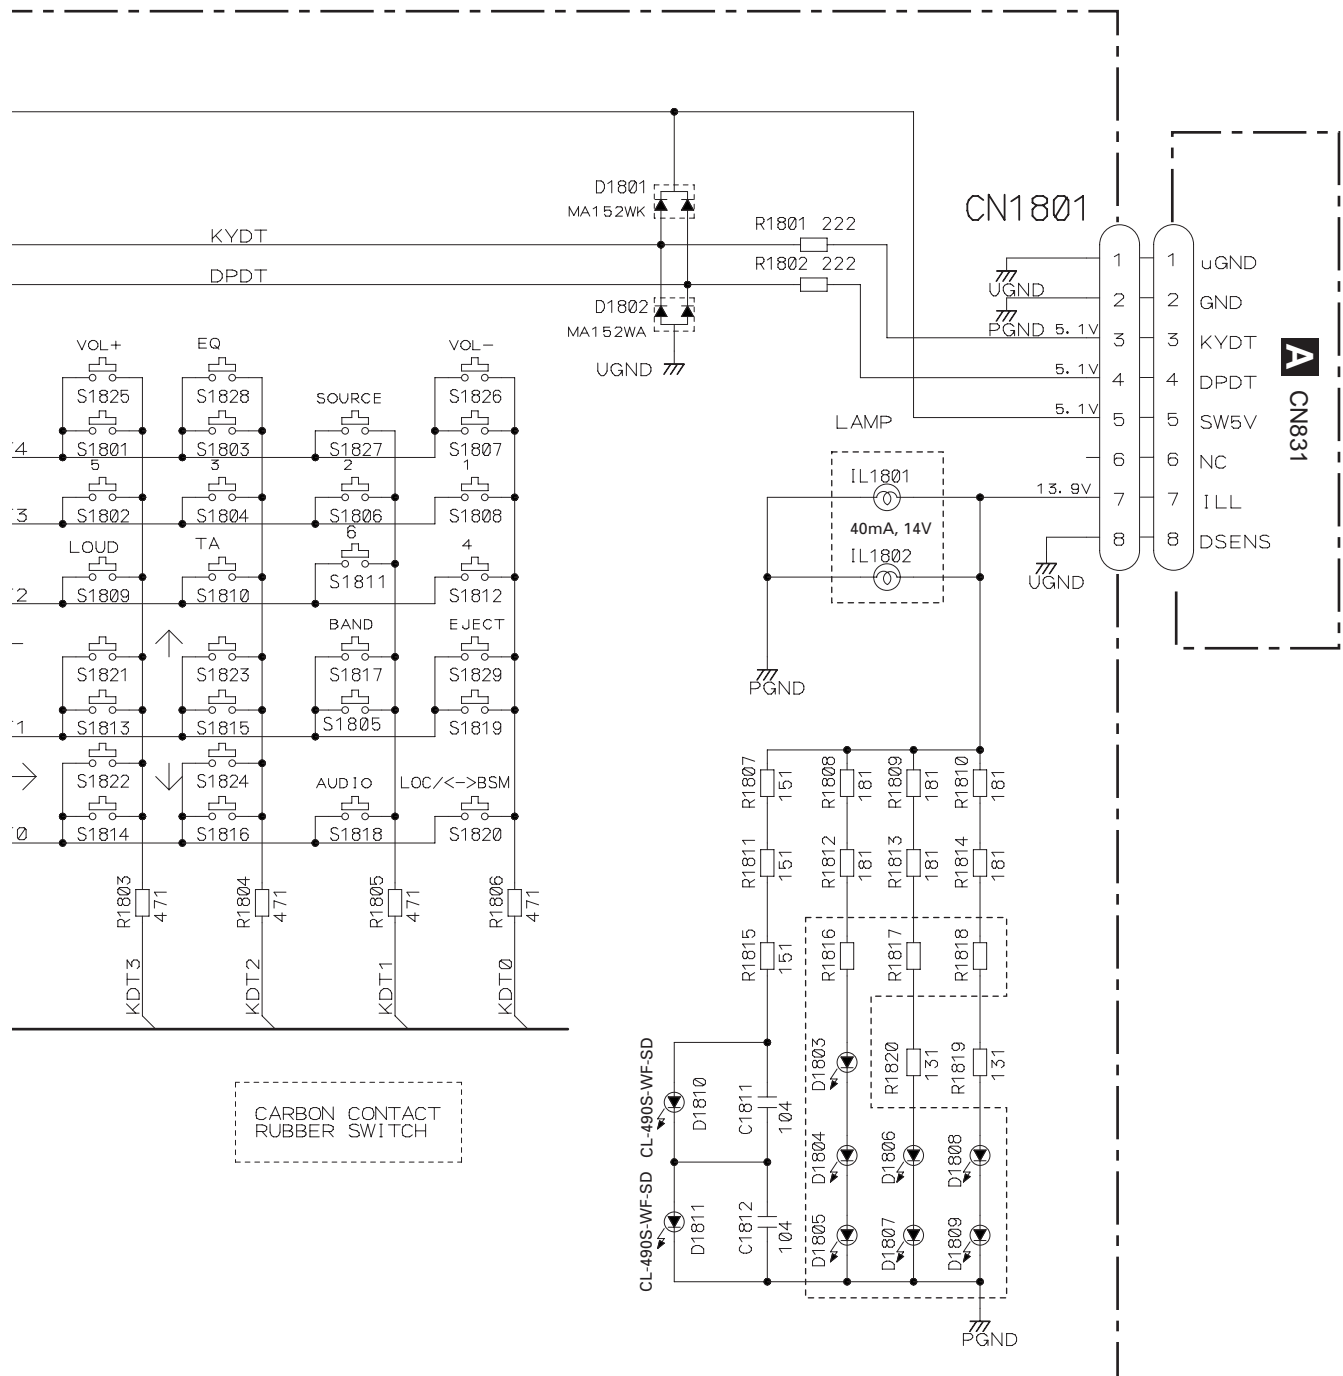 D1801
MA152WK
CN1801
KYDT
R1801 222
DPDT
R1802 222
D1802
MA152WA
UGND
1 1 uGND
UGND
2 2 GND
PGND
5.1V 3 3 KYDT
5.1V 4 4 DPDT
5.1V 5 5 SW5V
6 6 NC
13.9V 7 7 ILL
8 8 DSENS
UGND
A
CN831
LAMP
IL1801
40mA, 14V
IL1802
PGND
VOL+ EQ VOL-
S1825 S1828 S1826
SOURCE
4 S1801 S1803 S1827 S1807
5 3 2 1
3 S1802 S1804 S1806 S1808
LOUD TA 6 4
S1811
2 S1809 S1810 S1812
BAND EJECT
S1821 S1823 S1817 S1829
1 S1813 S1815 S1805 S1819
S1822 S1824
AUDIO LOC/<->BSM
0 S1814 S1816 S1818 S1820
R1803 471
R1804 471
R1805 471
R1806 471
KDT3
KDT2
KDT1
KDT0
CARBON CONTACT
RUBBER SWITCH
R1807 151
R1808 181
R1809 181
R1810 181
R1811 151
R1812 181
R1813 181
R1814 181
R1815 151
R1816
R1817
R1818
R1820 131
R1819 131
CL-490S-WF-SD
D1810
C1811 104
D1803
D1804
D1806
D1808
CL-490S-WF-SD
D1811
C1812 104
D1805
D1807
D1809
PGND